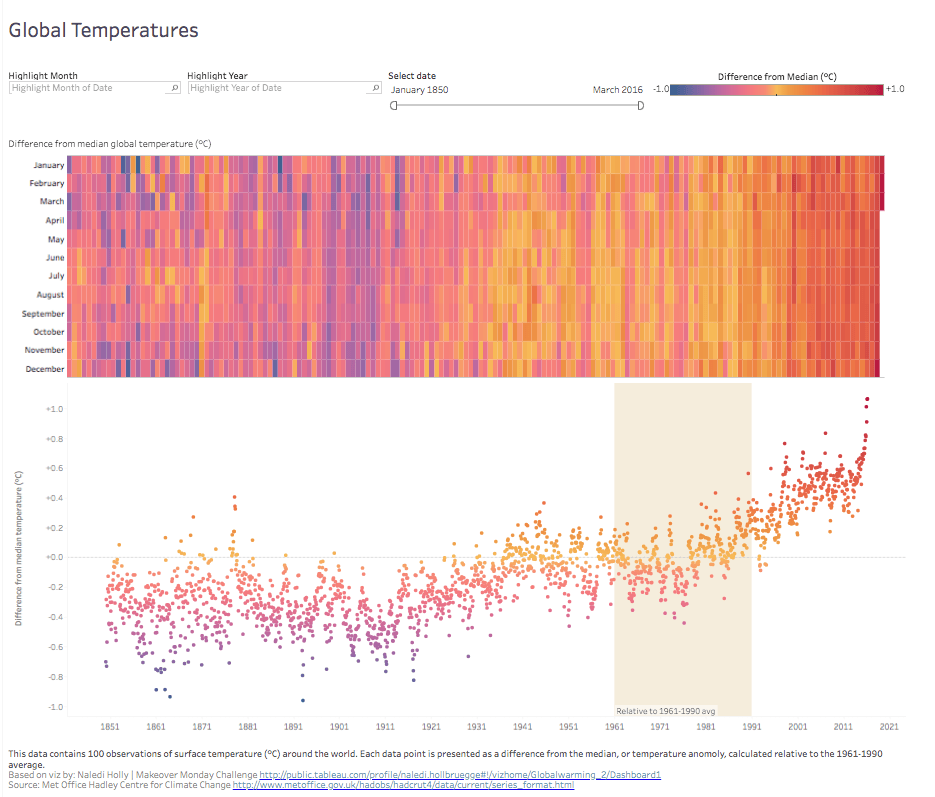 Global Temperatures
Highlight Month
Highlight Year
Select date
Difference from Median (°C)
Highlight Month of Date
Highlight Year of Date
January 1850
March 2016
-1.0
+1.0
Difference from median global temperature (°C)
January
February
March
April
May
June
July
August
September
October
November
December
Difference from median temperature (°C)
+1.0
+0.8
+0.6
+0.4
+0.2
+0.0
-0.2
-0.4
-0.6
-0.8
-1.0
Relative to 1961-1990 avg
1851 1861 1871 1881 1891 1901 1911 1921 1931 1941 1951 1961 1971 1981 1991 2001 2011 2021
This data contains 100 observations of surface temperature (°C) around the world. Each data point is presented as a difference from the median, or temperature anomoly, calculated relative to the 1961-1990
average.
Based on viz by: Naledi Holly | Makeover Monday Challenge http://public.tableau.com/profile/naledi.hollbruegge#!/vizhome/Globalwarming_2/Dashboard1
Source: Met Office Hadley Centre for Climate Change http://www.metoffice.gov.uk/hadobs/hadcrut4/data/current/series_format.html